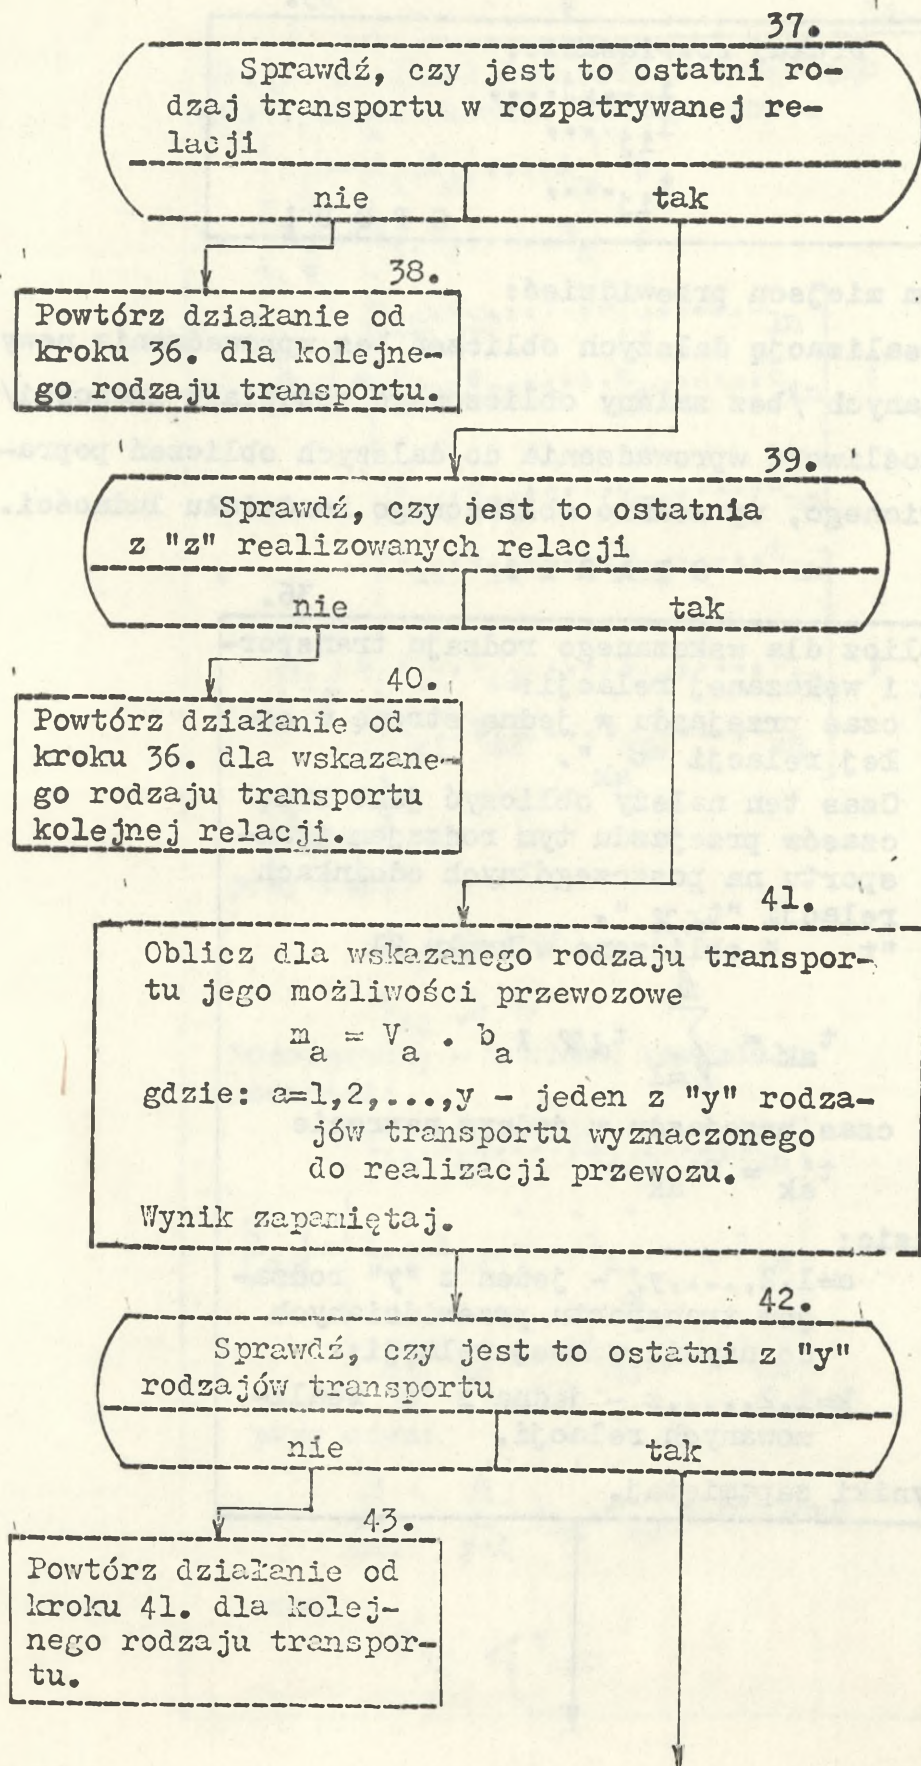 37.
Sprawdź, czy jest to ostatni ro-
dzaj transportu w rozpatrywanej re-
lacji
nie tak
38.
Powtórz działanie od
kroku 36. dla kolejne-
go rodzaju transportu.
39.
Sprawdź, czy jest to ostatnia
z "z" realizowanych relacji
nie tak
40.
Powtórz działanie od
kroku 36. dla wskazane-
go rodzaju transportu
kolejnej relacji.
41.
Oblicz dla wskazanego rodzaju transpor-
tu jego możliwości przewozowe
m_a = V_a . b_a
gdzie: a=1,2,...,y - jeden z "y" rodza-
jów transportu wyznaczonego
do realizacji przewozu.
Wynik zapamiętaj.
42.
Sprawdź, czy jest to ostatni z "y"
rodzajów transportu
nie tak
43.
Powtórz działanie od
kroku 41. dla kolej-
nego rodzaju transpor-
tu.